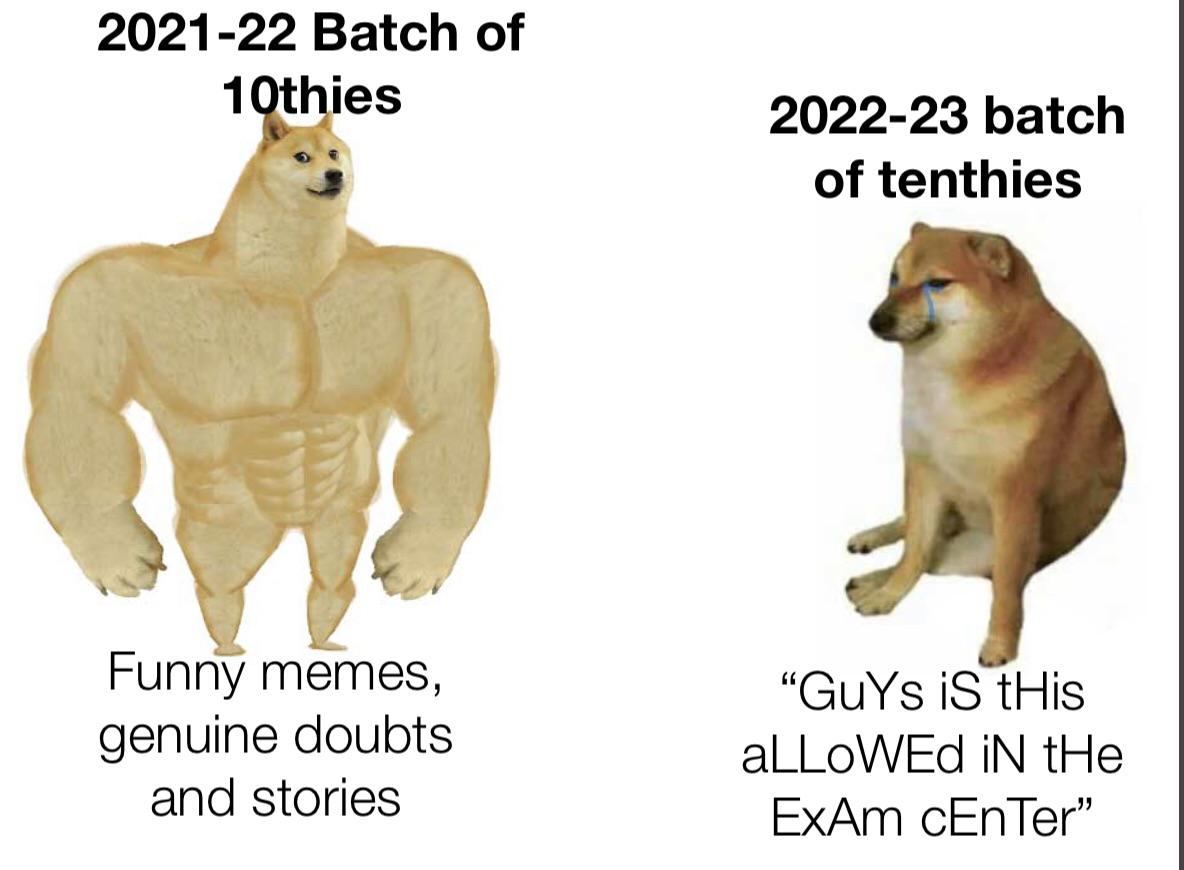 2021-22 Batch of
10thies
2022-23 batch
of tenthies
Funny memes,
genuine doubts
and stories
“GuYs iS tHis
aLLoWEd iN tHe
ExAm cEnTer”